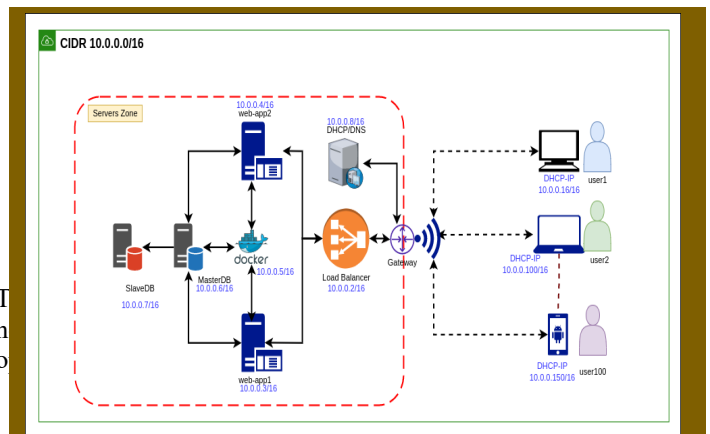 CIDR 10.0.0.0/16
Servers Zone
10.0.0.4/16
web-app2
10.0.0.8/16
DHCP/DNS
DHCP-IP
10.0.0.16/16
user1
SlaveDB
10.0.0.7/16
MasterDB
10.0.0.6/16
docker
10.0.0.5/16
Load Balancer
10.0.0.2/16
Gateway
DHCP-IP
10.0.0.100/16
user2
web-app1
10.0.0.3/16
DHCP-IP
10.0.0.150/16
user100